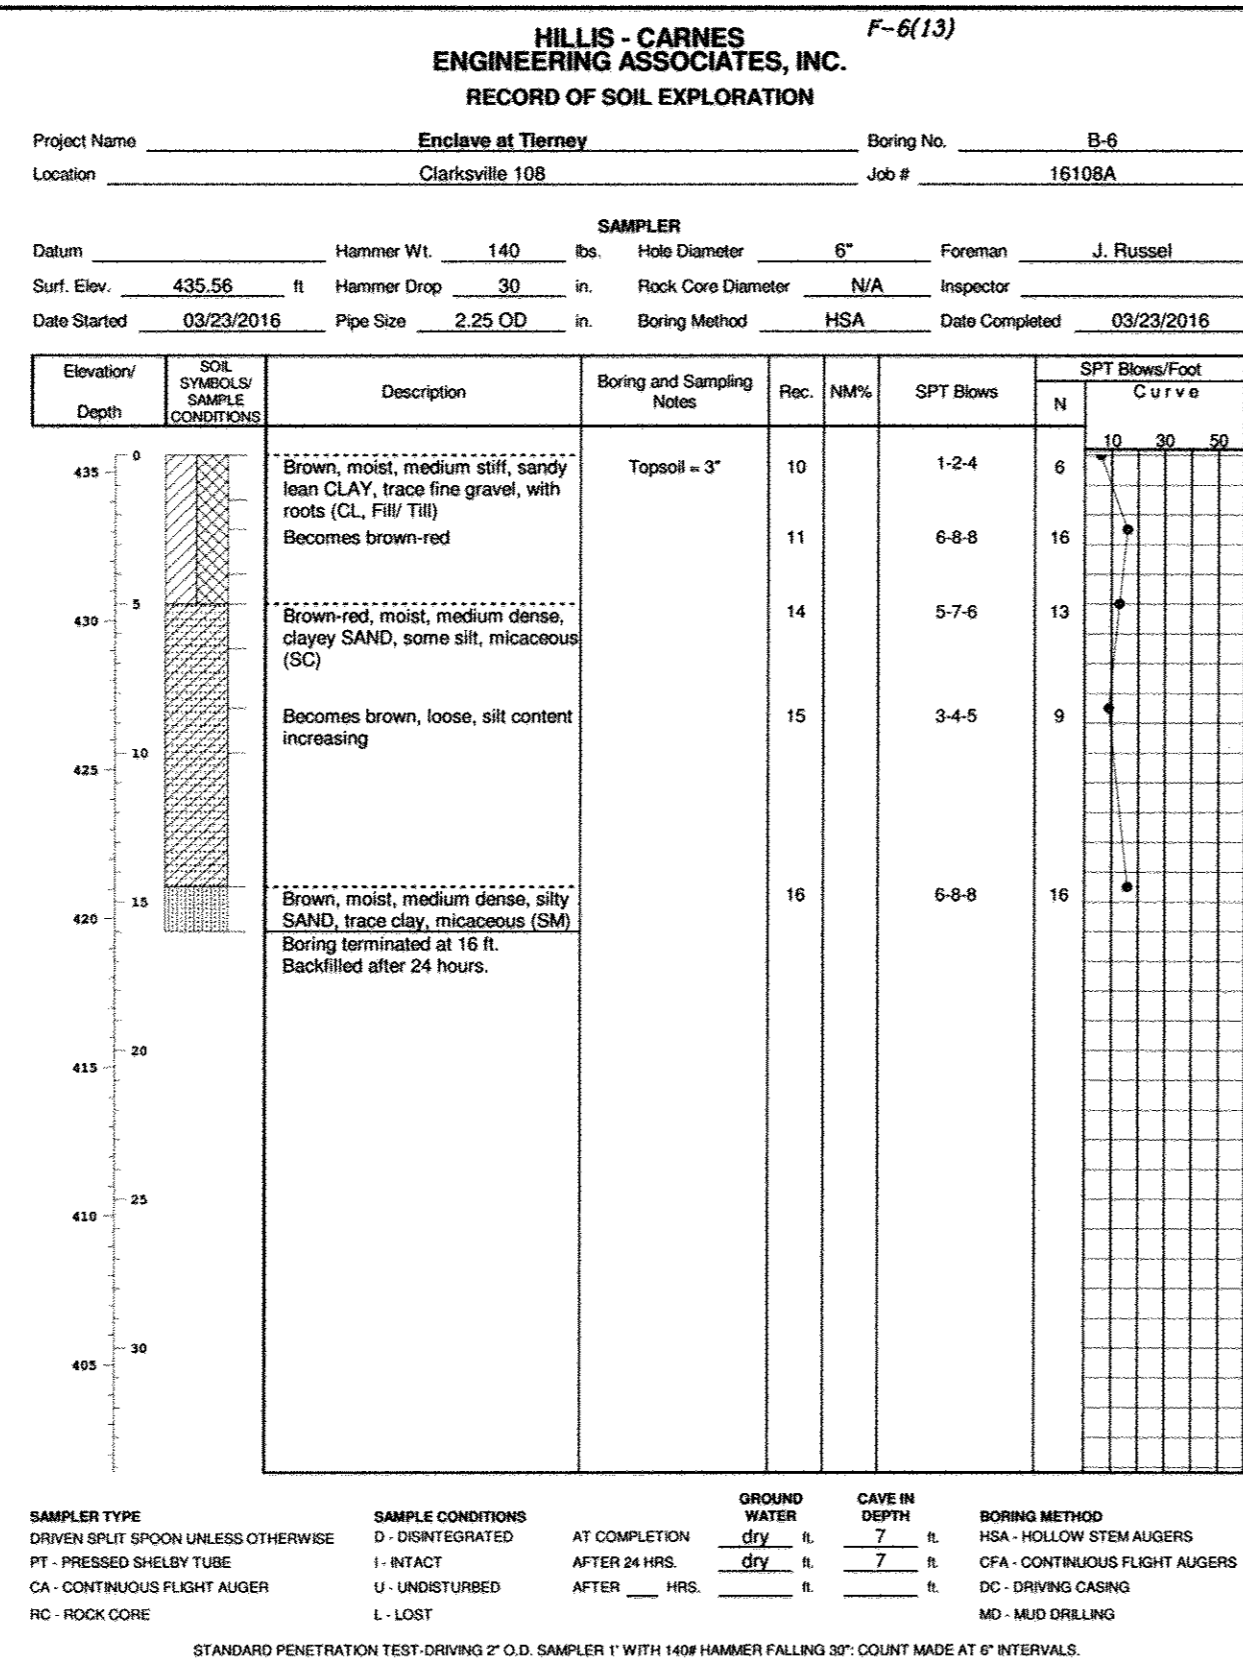 F-6(13)
HILLIS - CARNES
ENGINEERING ASSOCIATES, INC.
RECORD OF SOIL EXPLORATION
Project Name Enclave at Tierney Boring No. B-6
Location Clarksville 108 Job # 16108A
SAMPLER
Datum Hammer Wt. 140 lbs. Hole Diameter 6" Foreman J. Russel
Surf. Elev. 435.56 ft Hammer Drop 30 in. Rock Core Diameter N/A Inspector
Date Started 03/23/2016 Pipe Size 2.25 OD in. Boring Method HSA Date Completed 03/23/2016
Elevation/
Depth
SOIL
SYMBOLS/
SAMPLE
CONDITIONS
Description
Boring and Sampling
Notes
Rec.
NM%
SPT Blows
SPT Blows/Foot
N
Curve
10 30 50
435 0
Brown, moist, medium stiff, sandy
lean CLAY, trace fine gravel, with
roots (CL, Fill/ Till)
Topsoil = 3" 10 1-2-4 6
Becomes brown-red 11 6-8-8 16
5
430
Brown-red, moist, medium dense,
clayey SAND, some silt, micaceous
(SC)
14 5-7-6 13
Becomes brown, loose, silt content
increasing
15 3-4-5 9
10
425
15
420
Brown, moist, medium dense, silty
SAND, trace clay, micaceous (SM)
16 6-8-8 16
Boring terminated at 16 ft.
Backfilled after 24 hours.
20
415
25
410
30
405
SAMPLER TYPE
DRIVEN SPLIT SPOON UNLESS OTHERWISE
PT - PRESSED SHELBY TUBE
CA - CONTINUOUS FLIGHT AUGER
RC - ROCK CORE
SAMPLE CONDITIONS
D - DISINTEGRATED
I - INTACT
U - UNDISTURBED
L - LOST
GROUND
WATER
CAVE IN
DEPTH
AT COMPLETION dry ft. 7 ft.
AFTER 24 HRS. dry ft. 7 ft.
AFTER ___ HRS. ft. ft.
BORING METHOD
HSA - HOLLOW STEM AUGERS
CFA - CONTINUOUS FLIGHT AUGERS
DC - DRIVING CASING
MD - MUD DRILLING
STANDARD PENETRATION TEST-DRIVING 2" O.D. SAMPLER 1' WITH 140# HAMMER FALLING 30": COUNT MADE AT 6" INTERVALS.